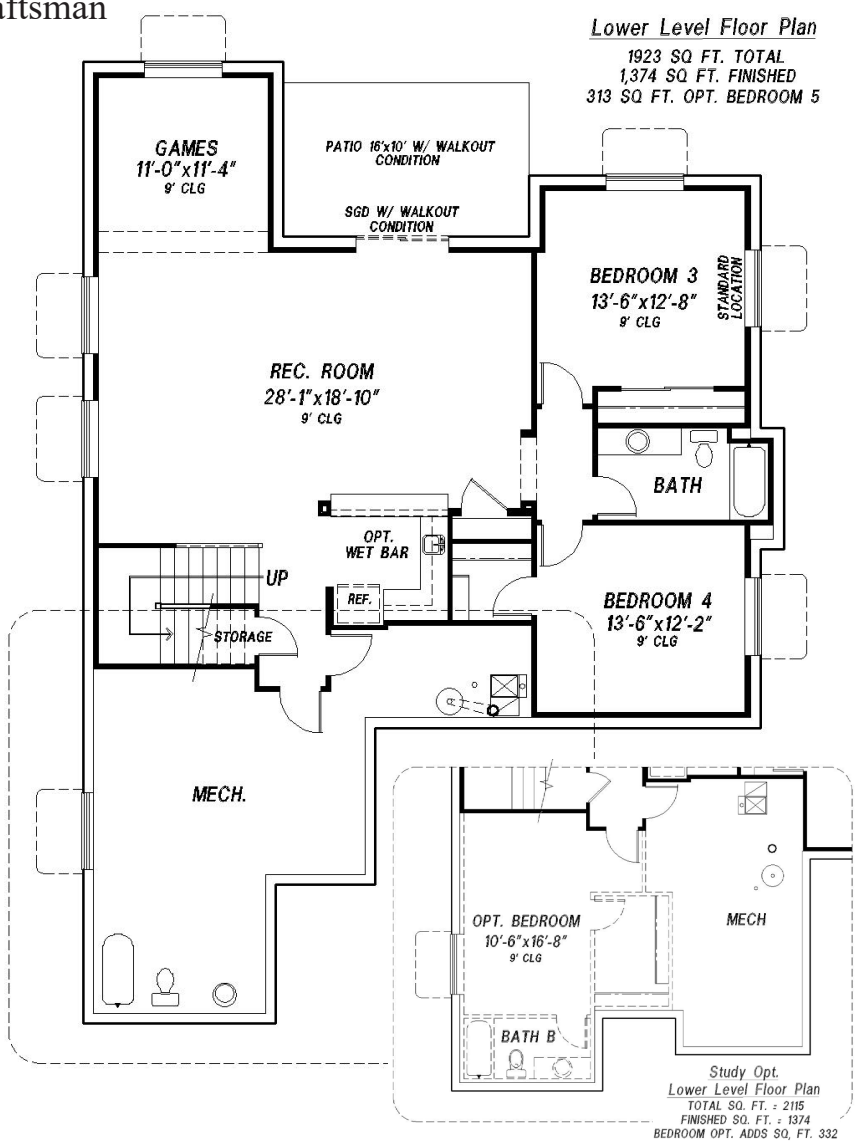 aftsman
Lower Level Floor Plan
1923 SQ FT. TOTAL
1,374 SQ FT. FINISHED
313 SQ FT. OPT. BEDROOM 5
GAMES
11'-0"x11'-4"
9' CLG
PATIO 16'x10' W/ WALKOUT
CONDITION
SGD W/ WALKOUT
CONDITION
BEDROOM 3
13'-6"x12'-8"
9' CLG
STANDARD
LOCATION
REC. ROOM
28'-1"x18'-10"
9' CLG
BATH
OPT.
WET BAR
REF.
UP
STORAGE
BEDROOM 4
13'-6"x12'-2"
9' CLG
MECH.
OPT. BEDROOM
10'-6"x16'-8"
9' CLG
MECH
BATH B
Study Opt.
Lower Level Floor Plan
TOTAL SQ. FT. : 2115
FINISHED SQ. FT. : 1374
BEDROOM OPT. ADDS SQ, FT. 332